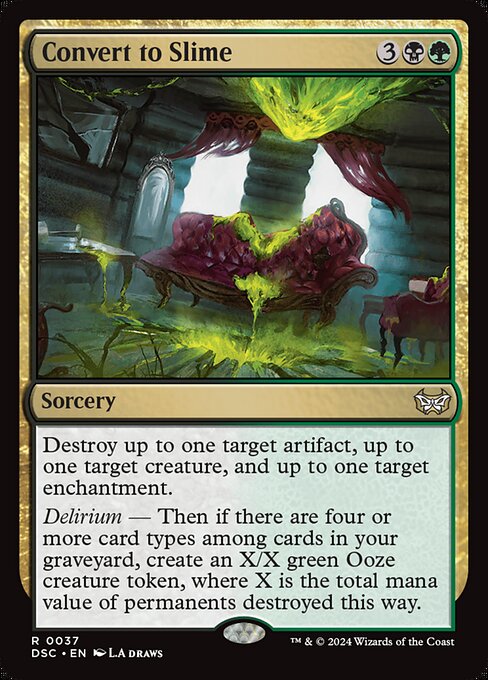 Convert to Slime 3
Sorcery
Destroy up to one target artifact, up to
one target creature, and up to one target
enchantment.
Delirium — Then if there are four or
more card types among cards in your
graveyard, create an X/X green Ooze
creature token, where X is the total mana
value of permanents destroyed this way.
R 0037
DSC • EN L.A DRAWS
™ & © 2024 Wizards of the Coast